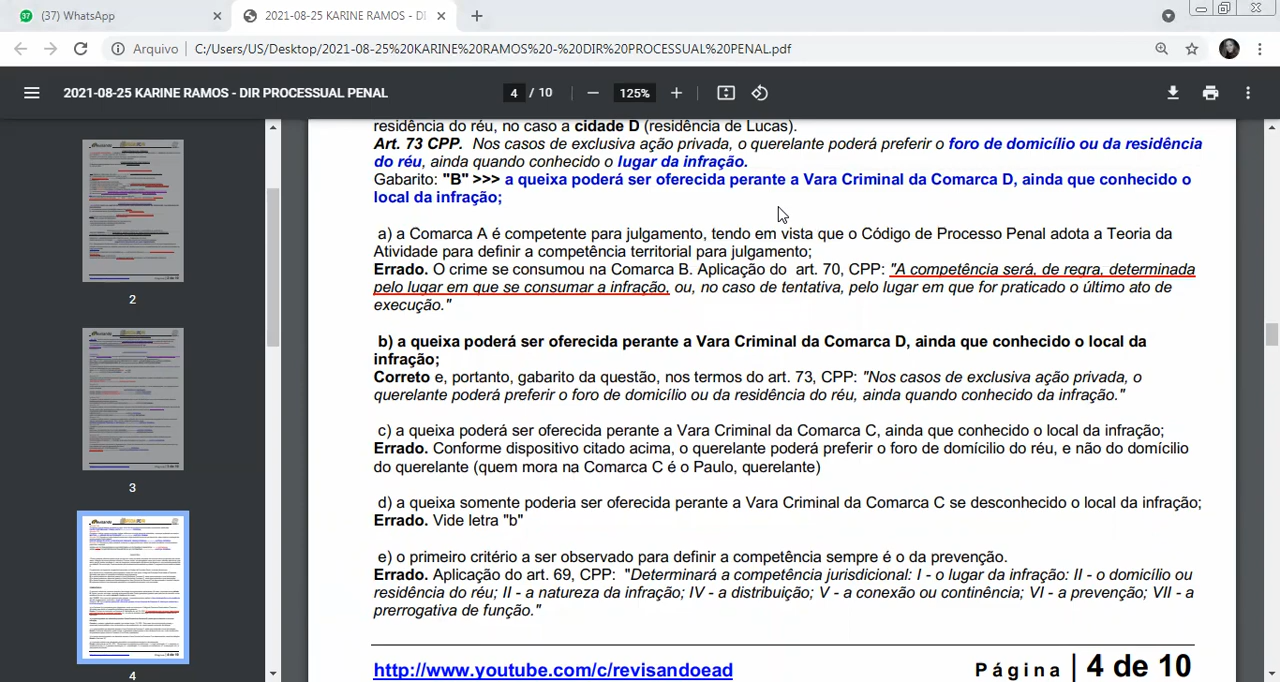 (37) WhatsApp
2021-08-25 KARINE RAMOS - DI
Arquivo
C:/Users/US/Desktop/2021-08-25%20KARINE%20RAMOS%20-%20DIR%20PROCESSUAL%20PENAL.pdf
2021-08-25 KARINE RAMOS - DIR PROCESSUAL PENAL
4 / 10
125%
2
3
4
residência do réu, no caso a cidade D (residência de Lucas).
Art. 73 CPP. Nos casos de exclusiva ação privada, o querelante poderá preferir o foro de domicílio ou da residência
do réu, ainda quando conhecido o lugar da infração.
Gabarito: "B" >>> a queixa poderá ser oferecida perante a Vara Criminal da Comarca D, ainda que conhecido o
local da infração;
a) a Comarca A é competente para julgamento, tendo em vista que o Código de Processo Penal adota a Teoria da
Atividade para definir a competência territorial para julgamento;
Errado. O crime se consumou na Comarca B. Aplicação do art. 70, CPP: "A competência será, de regra, determinada
pelo lugar em que se consumar a infração, ou, no caso de tentativa, pelo lugar em que for praticado o último ato de
execução."
b) a queixa poderá ser oferecida perante a Vara Criminal da Comarca D, ainda que conhecido o local da
infração;
Correto e, portanto, gabarito da questão, nos termos do art. 73, CPP: "Nos casos de exclusiva ação privada, o
querelante poderá preferir o foro de domicílio ou da residência do réu, ainda quando conhecido da infração."
c) a queixa poderá ser oferecida perante a Vara Criminal da Comarca C, ainda que conhecido o local da infração;
Errado. Conforme dispositivo citado acima, o querelante poderá preferir o foro de domicilio do réu, e não do domicílio
do querelante (quem mora na Comarca C é o Paulo, querelante)
d) a queixa somente poderia ser oferecida perante a Vara Criminal da Comarca C se desconhecido o local da infração;
Errado. Vide letra "b"
e) o primeiro critério a ser observado para definir a competência sempre é o da prevenção.
Errado. Aplicação do art. 69, CPP: "Determinará a competência jurisdicional: I - o lugar da infração: II - o domicílio ou
residência do réu; III - a natureza da infração; IV - a distribuição; V - a conexão ou continência; VI - a prevenção; VII - a
prerrogativa de função."
http://www.youtube.com/c/revisandoead
Página | 4 de 10